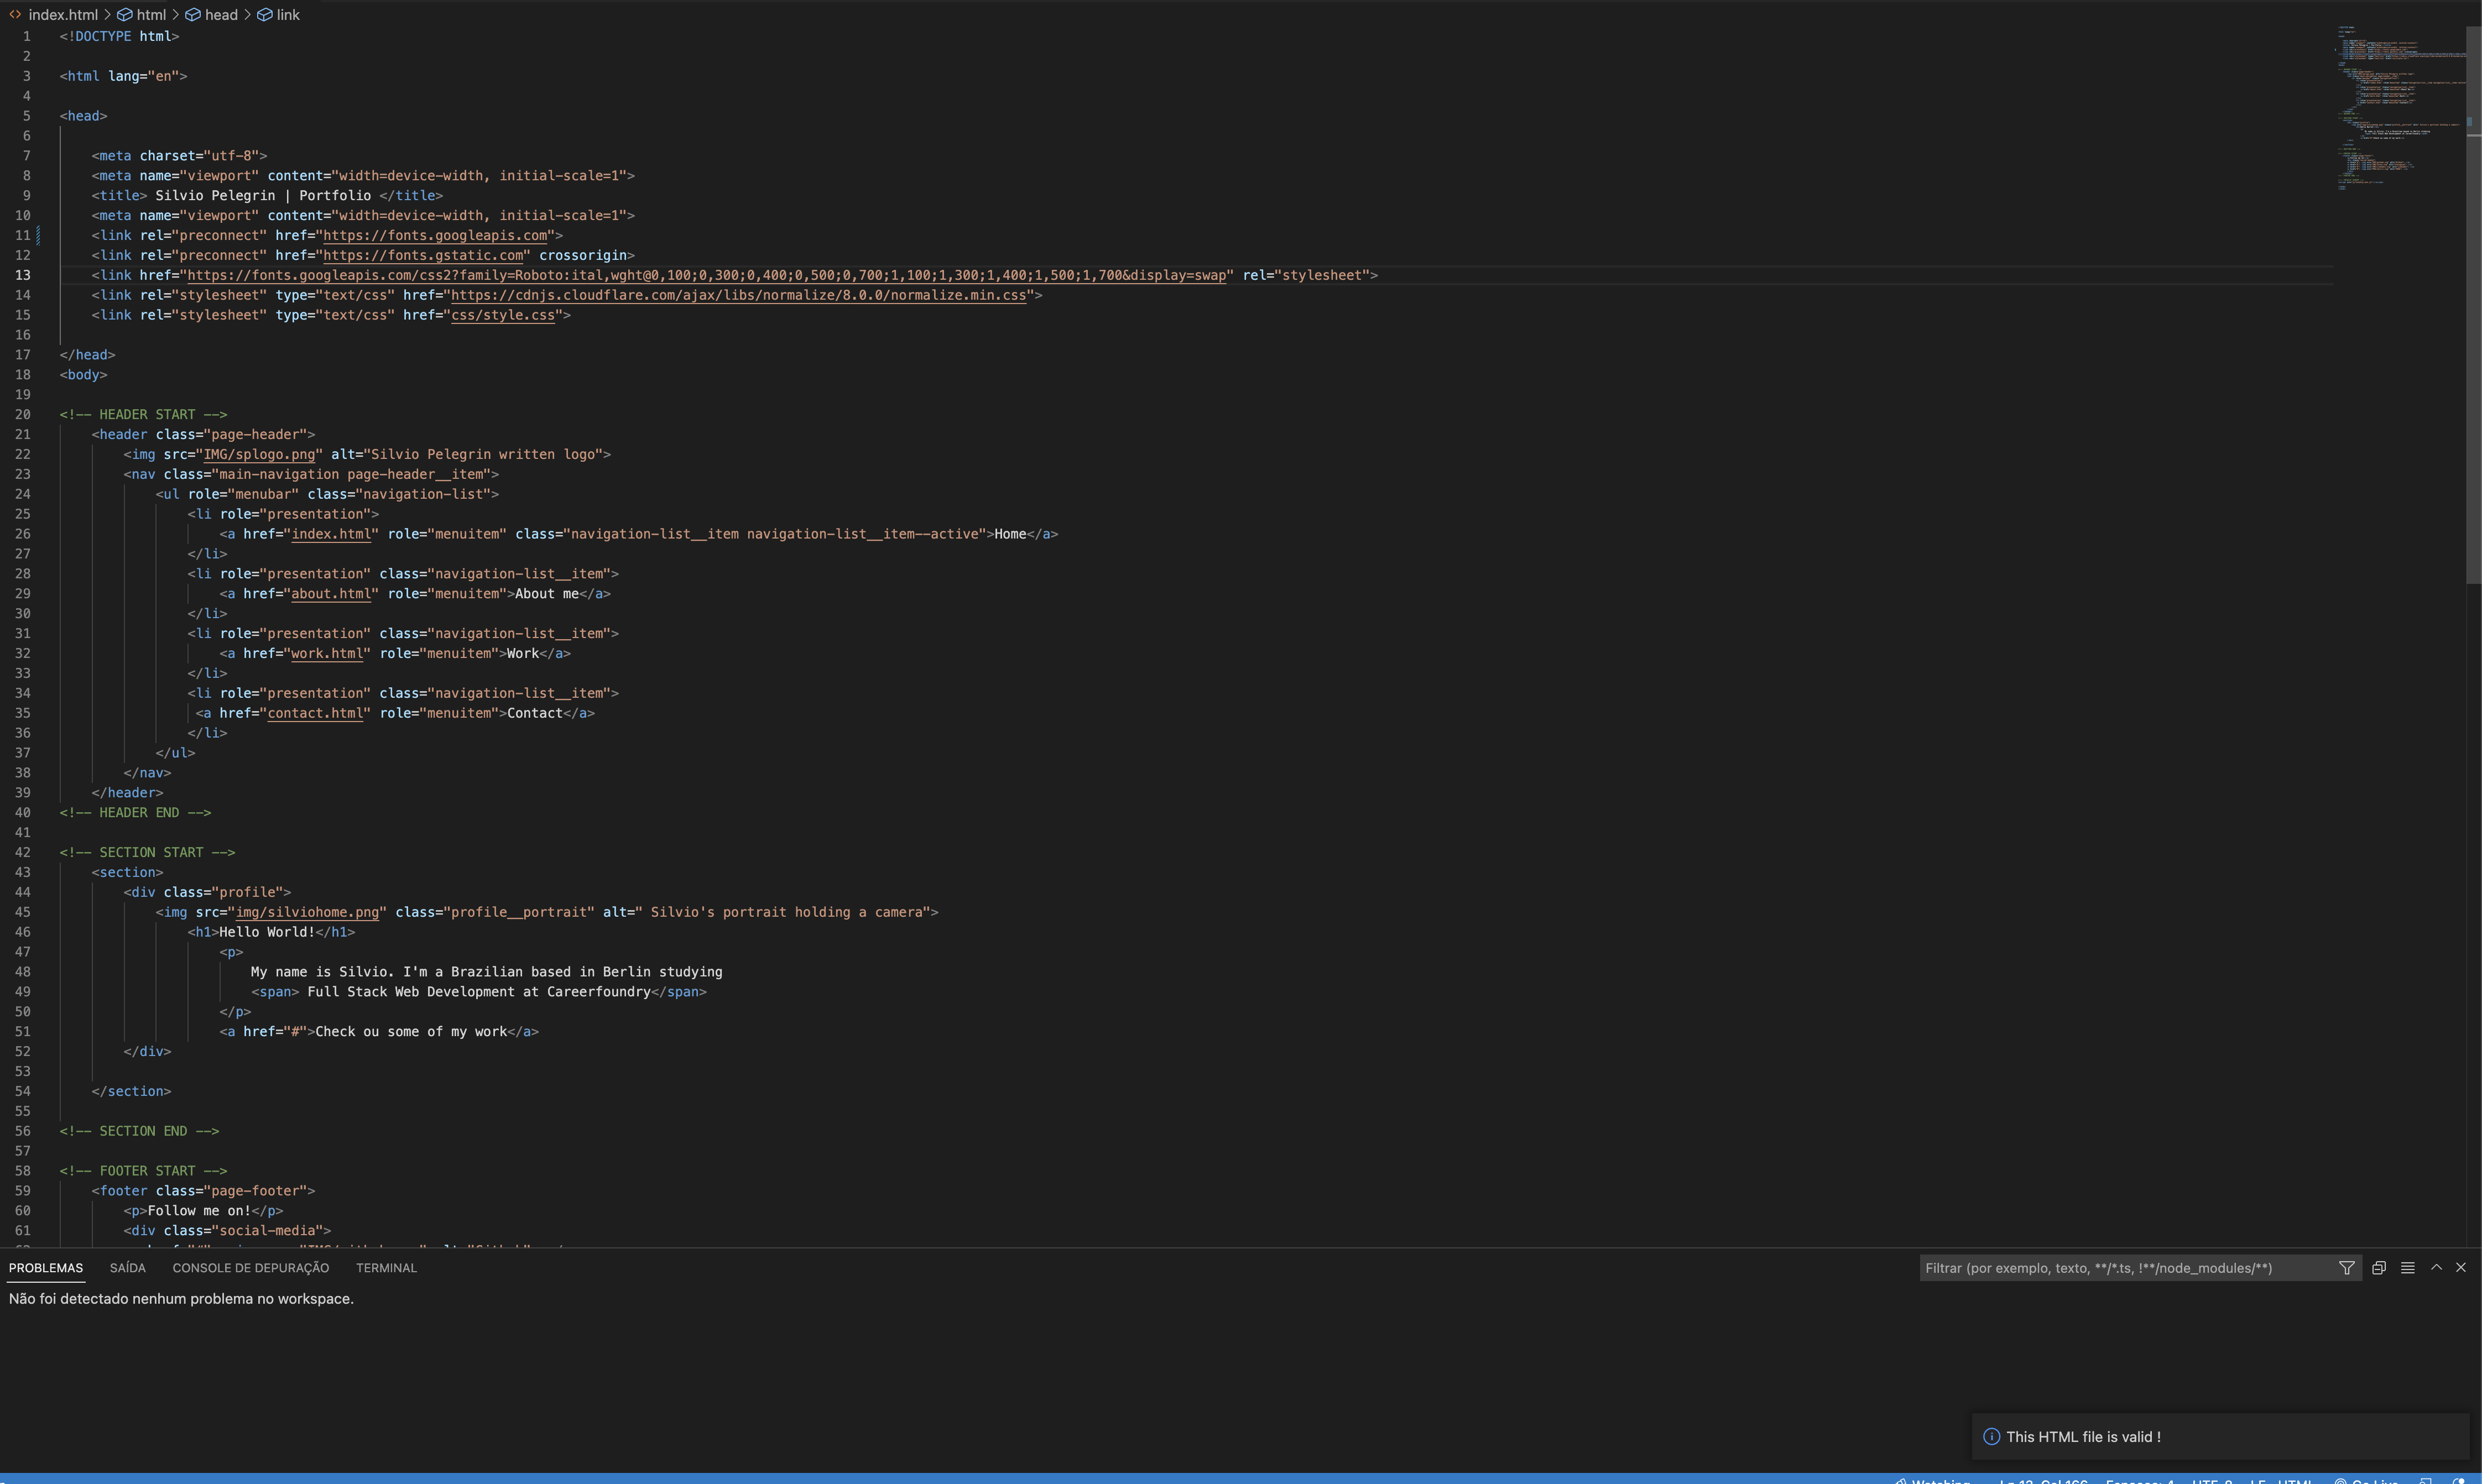 index.html > html > head > link
1 <!DOCTYPE html>
2
3 <html lang="en">
4
5 <head>
6
7 <meta charset="utf-8">
8 <meta name="viewport" content="width=device-width, initial-scale=1">
9 <title> Silvio Pelegrin | Portfolio </title>
10 <meta name="viewport" content="width=device-width, initial-scale=1">
11 <link rel="preconnect" href="https://fonts.googleapis.com">
12 <link rel="preconnect" href="https://fonts.gstatic.com" crossorigin>
13 <link href="https://fonts.googleapis.com/css2?family=Roboto:ital,wght@0,100;0,300;0,400;0,500;0,700;1,100;1,300;1,400;1,500;1,700&display=swap" rel="stylesheet">
14 <link rel="stylesheet" type="text/css" href="https://cdnjs.cloudflare.com/ajax/libs/normalize/8.0.0/normalize.min.css">
15 <link rel="stylesheet" type="text/css" href="css/style.css">
16
17 </head>
18 <body>
19
20 <!-- HEADER START -->
21 <header class="page-header">
22 <img src="IMG/splogo.png" alt="Silvio Pelegrin written logo">
23 <nav class="main-navigation page-header__item">
24 <ul role="menubar" class="navigation-list">
25 <li role="presentation">
26 <a href="index.html" role="menuitem" class="navigation-list__item navigation-list__item--active">Home</a>
27 </li>
28 <li role="presentation" class="navigation-list__item">
29 <a href="about.html" role="menuitem">About me</a>
30 </li>
31 <li role="presentation" class="navigation-list__item">
32 <a href="work.html" role="menuitem">Work</a>
33 </li>
34 <li role="presentation" class="navigation-list__item">
35 <a href="contact.html" role="menuitem">Contact</a>
36 </li>
37 </ul>
38 </nav>
39 </header>
40 <!-- HEADER END -->
41
42 <!-- SECTION START -->
43 <section>
44 <div class="profile">
45 <img src="img/silviohome.png" class="profile__portrait" alt=" Silvio's portrait holding a camera">
46 <h1>Hello World!</h1>
47 <p>
48 My name is Silvio. I'm a Brazilian based in Berlin studying
49 <span> Full Stack Web Development at Careerfoundry</span>
50 </p>
51 <a href="#">Check ou some of my work</a>
52 </div>
53
54 </section>
55
56 <!-- SECTION END -->
57
58 <!-- FOOTER START -->
59 <footer class="page-footer">
60 <p>Follow me on!</p>
61 <div class="social-media">
PROBLEMAS SAÍDA CONSOLE DE DEPURAÇÃO TERMINAL Filtrar (por exemplo, texto, **/*.ts, !**/node_modules/**)
Não foi detectado nenhum problema no workspace.
This HTML file is valid !